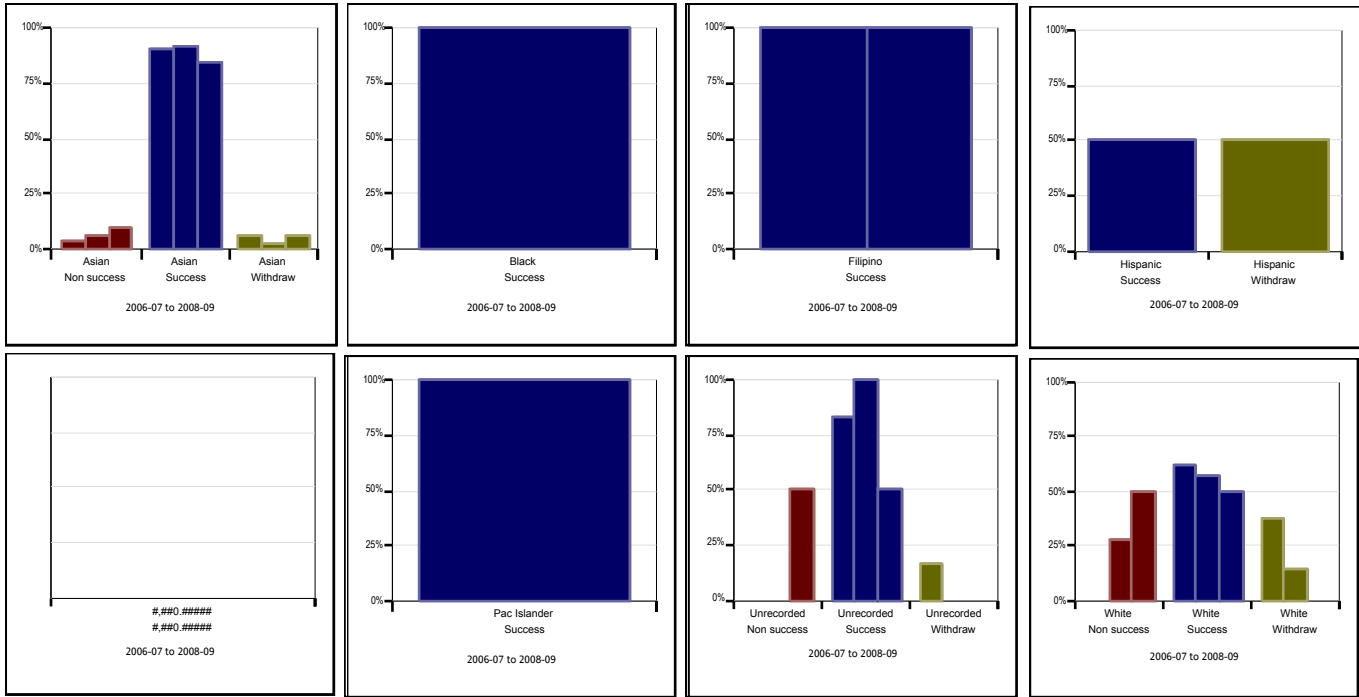 100%
75%
50%
25%
0%
Asian
Non success
Asian
Success
Asian
Withdraw
2006-07 to 2008-09
100%
75%
50%
25%
0%
Black
Success
2006-07 to 2008-09
100%
75%
50%
25%
0%
Filipino
Success
2006-07 to 2008-09
100%
75%
50%
25%
0%
Hispanic
Success
Hispanic
Withdraw
2006-07 to 2008-09
#,##0.#####
#,##0.#####
2006-07 to 2008-09
100%
75%
50%
25%
0%
Pac Islander
Success
2006-07 to 2008-09
100%
75%
50%
25%
0%
Unrecorded
Non success
Unrecorded
Success
Unrecorded
Withdraw
2006-07 to 2008-09
100%
75%
50%
25%
0%
White
Non success
White
Success
White
Withdraw
2006-07 to 2008-09